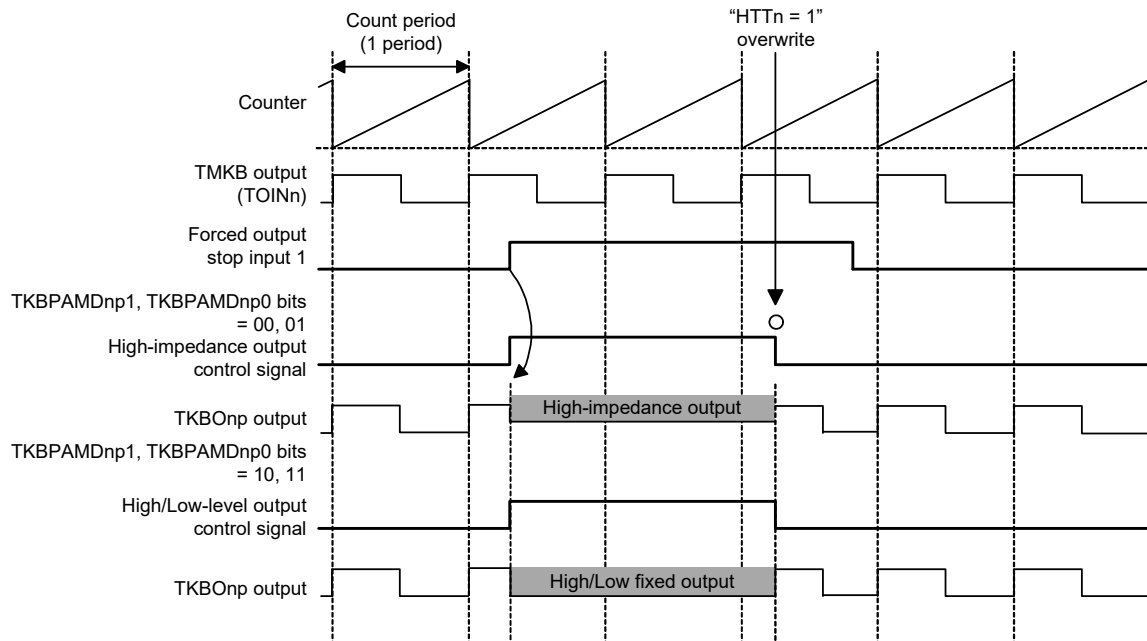 Count period
(1 period)
“HTTn = 1”
overwrite
Counter
TMKB output
(TOINn)
Forced output
stop input 1
TKBPAMDnp1, TKBPAMDnp0 bits
= 00, 01
High-impedance output
control signal
High-impedance output
TKBOnp output
TKBPAMDnp1, TKBPAMDnp0 bits
= 10, 11
High/Low-level output
control signal
High/Low fixed output
TKBOnp output